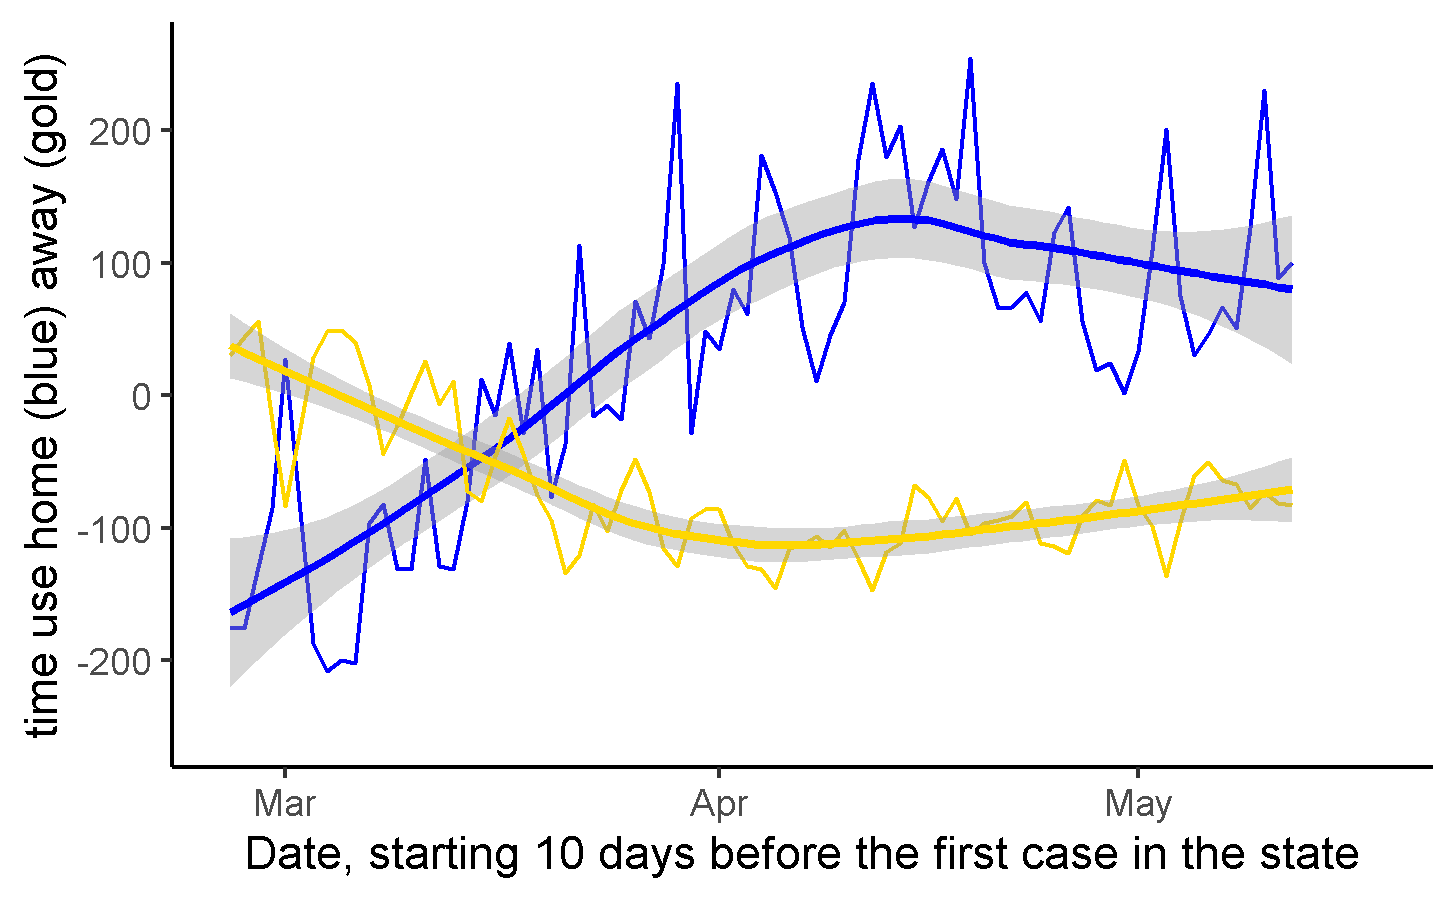 time use home (blue) away (gold)
200
100
0
-100
-200
Mar
Apr
May
Date, starting 10 days before the first case in the state